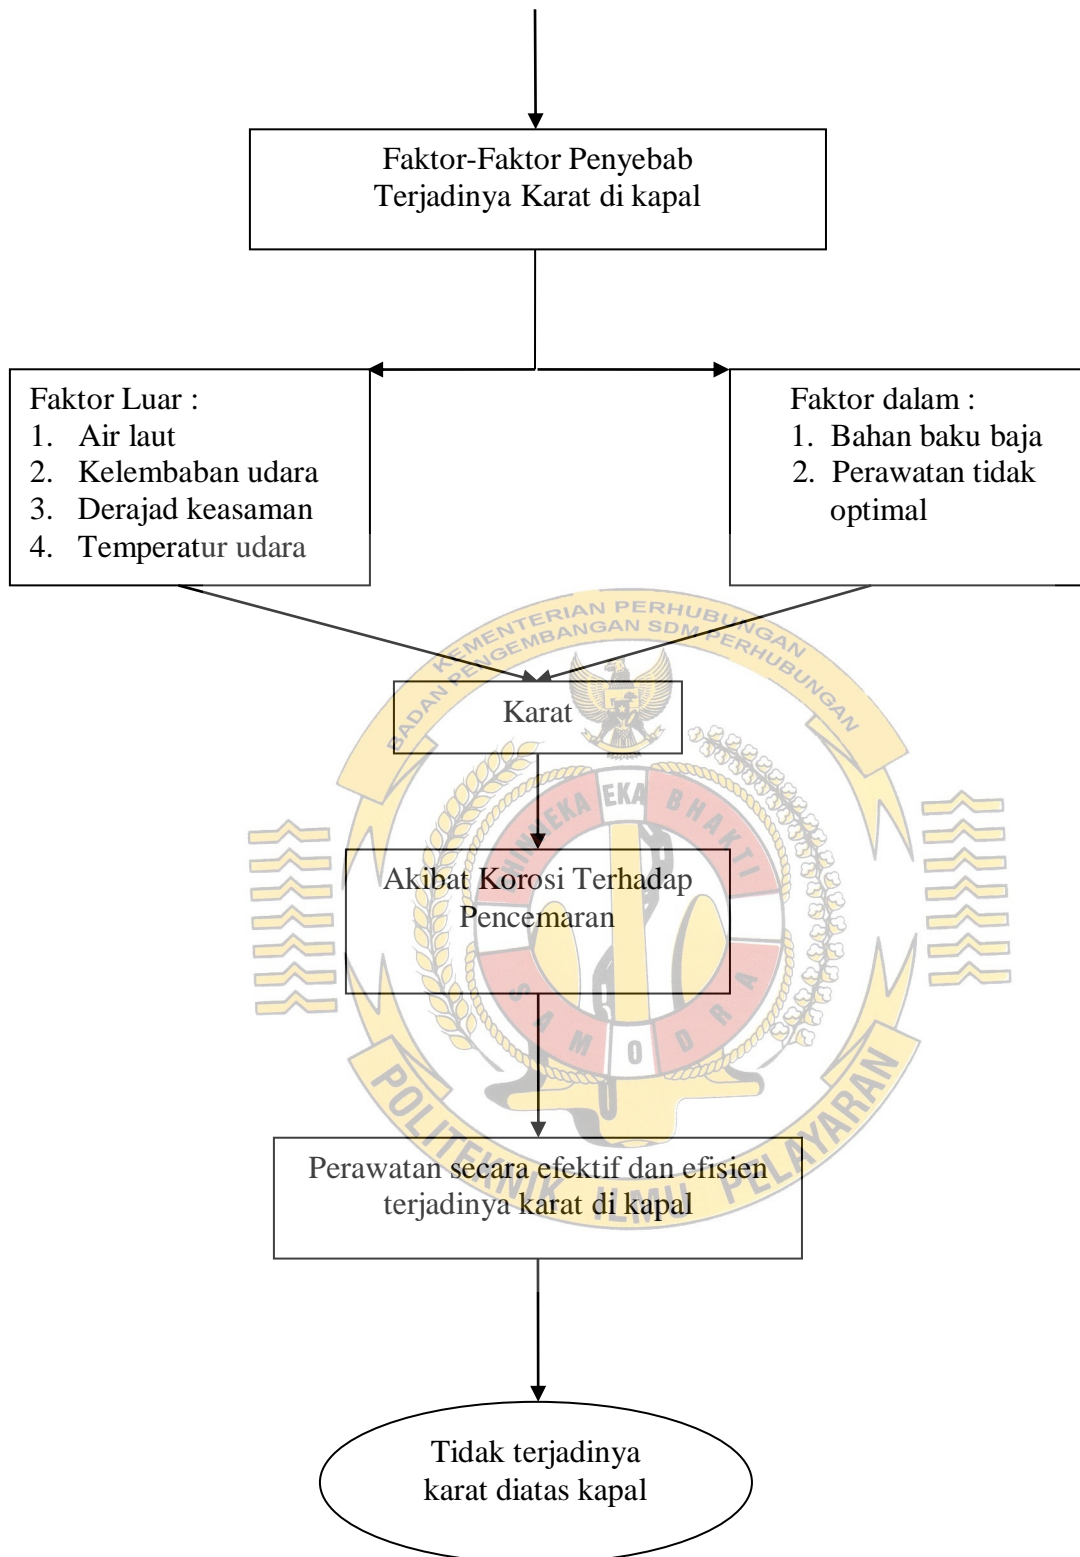 Faktor-Faktor Penyebab
Terjadinya Karat di kapal
Faktor Luar :
1. Air laut
2. Kelembaban udara
3. Derajad keasaman
4. Temperatur udara
Faktor dalam :
1. Bahan baku baja
2. Perawatan tidak
optimal
KEMENTERIAN PERHUBUNGAN
BADAN PENGEMBANGAN SDM PERHUBUNGAN
Karat
BHINNEKA EKA BHAKTI
Akibat Korosi Terhadap
Pencemaran
SAMODRA
Perawatan secara efektif dan efisien
terjadinya karat di kapal
POLITEKNIK ILMU PELAYARAN
Tidak terjadinya
karat diatas kapal